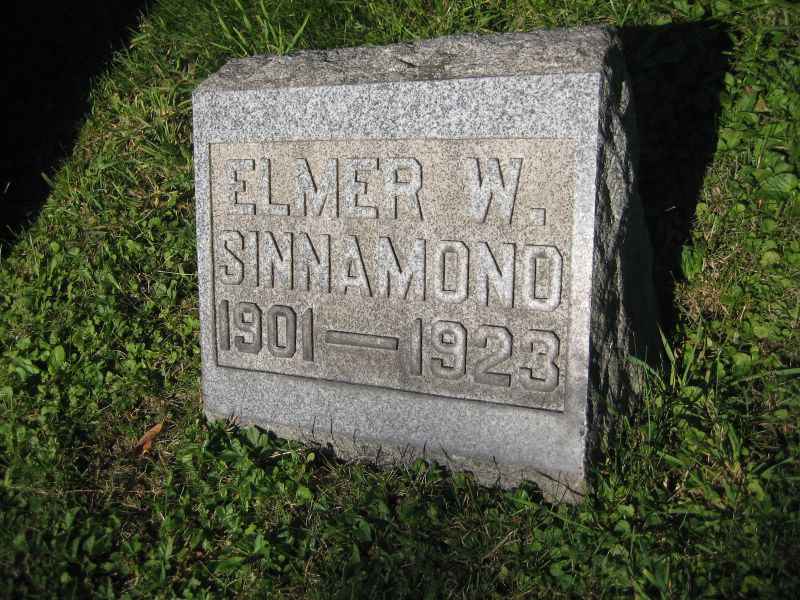 ELMER W.
SINNAMOND
1901 — 1923